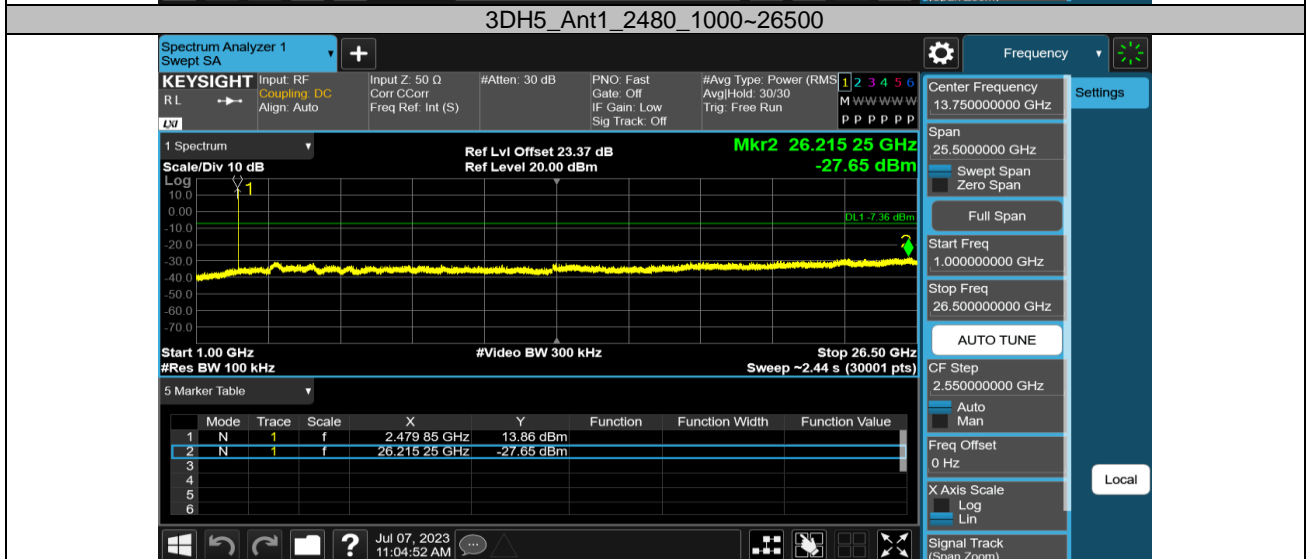 (Span Zoom)
3DH5_Ant1_2480_1000~26500
Spectrum Analyzer 1
Swept SA
Frequency
KEYSIGHT Input: RF Input Z: 50 Ω #Atten: 30 dB PNO: Fast #Avg Type: Power (RMS 1 2 3 4 5 6
RL Coupling: DC Corr CCorr Gate: Off Avg|Hold: 30/30 M W W W W W
Align: Auto Freq Ref: Int (S) IF Gain: Low Trig: Free Run
LXI Sig Track: Off P P P P P P
1 Spectrum
Scale/Div 10 dB
Ref Lvl Offset 23.37 dB
Ref Level 20.00 dBm
Mkr2 26.215 25 GHz
-27.65 dBm
Log
10.0
0.00
-10.0
-20.0
-30.0
-40.0
-50.0
-60.0
-70.0
1
2
DL1 -7.36 dBm
Start 1.00 GHz #Video BW 300 kHz Stop 26.50 GHz
#Res BW 100 kHz Sweep ~2.44 s (30001 pts)
5 Marker Table
Mode Trace Scale X Y Function Function Width Function Value
1 N 1 f 2.479 85 GHz 13.86 dBm
2 N 1 f 26.215 25 GHz -27.65 dBm
3
4
5
6
Jul 07, 2023
11:04:52 AM
Center Frequency
13.750000000 GHz
Settings
Span
25.5000000 GHz
Swept Span
Zero Span
Full Span
Start Freq
1.000000000 GHz
Stop Freq
26.500000000 GHz
AUTO TUNE
CF Step
2.550000000 GHz
Auto
Man
Freq Offset
0 Hz
Local
X Axis Scale
Log
Lin
Signal Track
(Span Zoom)